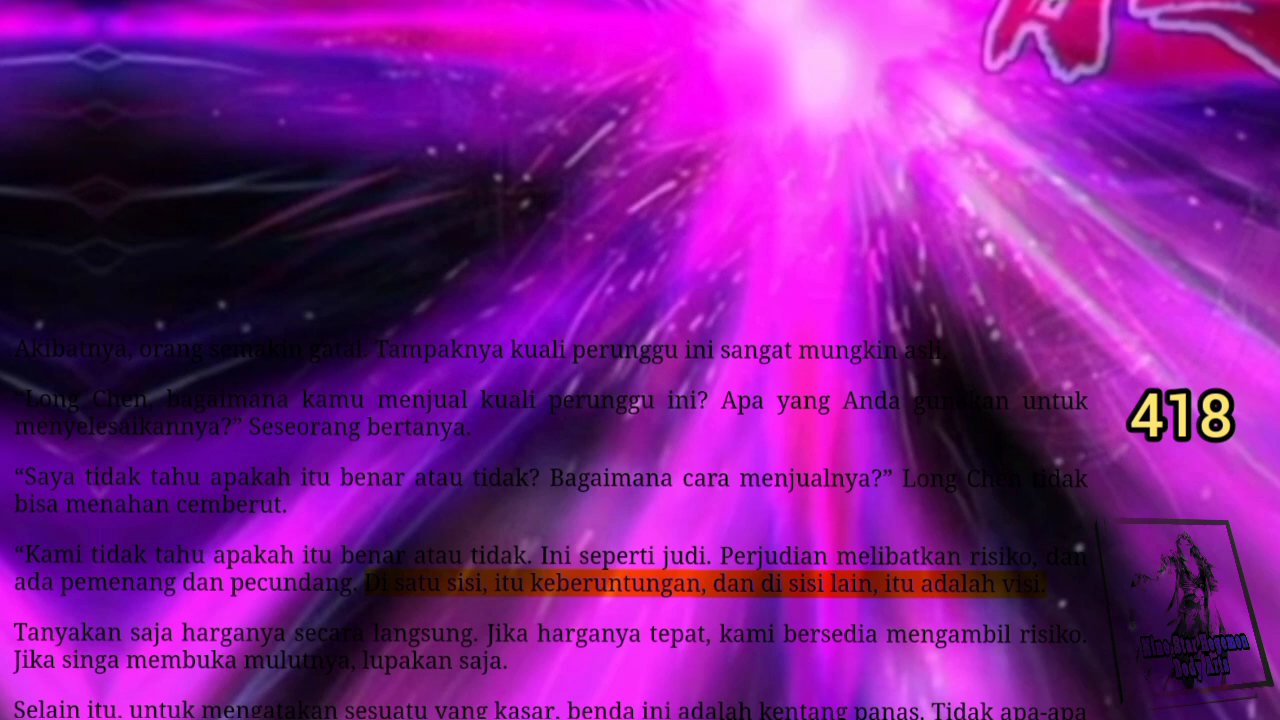 Akibatnya, orang semakin gatal. Tampaknya kuali perunggu ini sangat mungkin asli.
“Long Chen, bagaimana kamu menjual kuali perunggu ini? Apa yang Anda gunakan untuk
menyelesaikannya?” Seseorang bertanya.
418
“Saya tidak tahu apakah itu benar atau tidak? Bagaimana cara menjualnya?” Long Chen tidak
bisa menahan cemberut.
“Kami tidak tahu apakah itu benar atau tidak. Ini seperti judi. Perjudian melibatkan risiko, dan
ada pemenang dan pecundang. Di satu sisi, itu keberuntungan, dan di sisi lain, itu adalah visi.
Tanyakan saja harganya secara langsung. Jika harganya tepat, kami bersedia mengambil risiko.
Jika singa membuka mulutnya, lupakan saja.
Selain itu, untuk mengatakan sesuatu yang kasar, benda ini adalah kentang panas. Tidak apa-apa